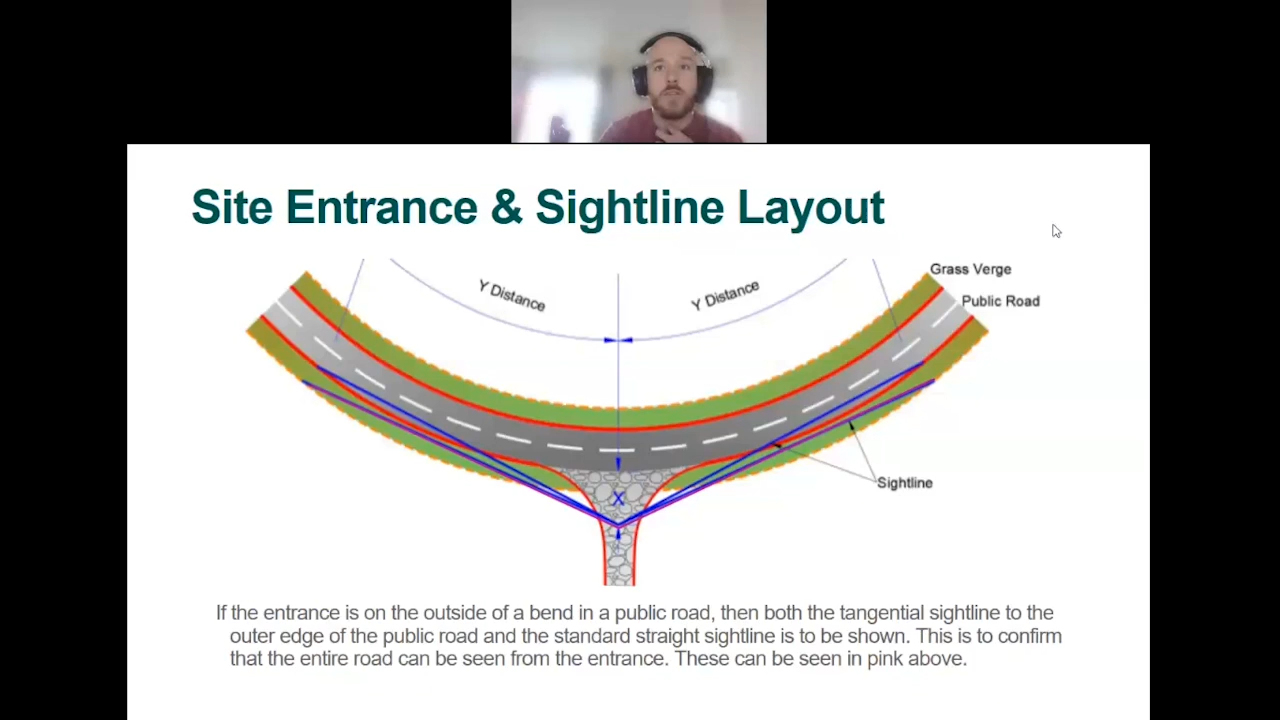 Site Entrance & Sightline Layout
Grass Verge
Y Distance
Y Distance
Public Road
Sightline
X
If the entrance is on the outside of a bend in a public road, then both the tangential sightline to the
outer edge of the public road and the standard straight sightline is to be shown. This is to confirm
that the entire road can be seen from the entrance. These can be seen in pink above.